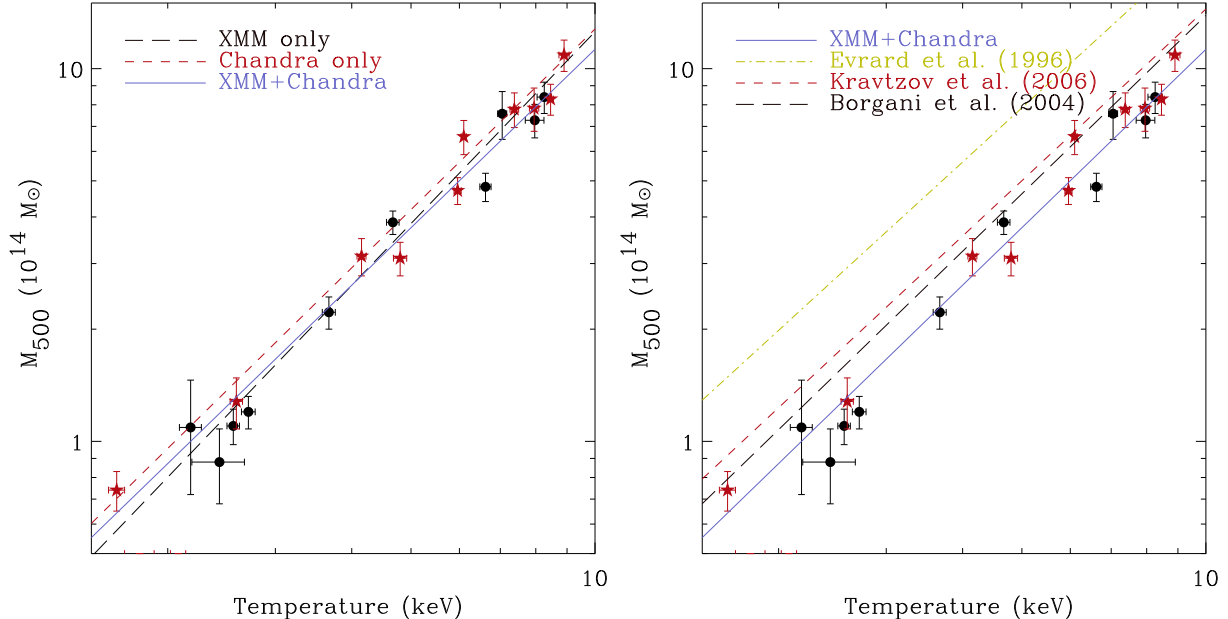 XMM only
Chandra only
XMM+Chandra
10
1
M500 (10^14 M⊙)
10
Temperature (keV)
XMM+Chandra
Evrard et al. (1996)
Kravtzov et al. (2006)
Borgani et al. (2004)
10
1
M500 (10^14 M⊙)
10
Temperature (keV)